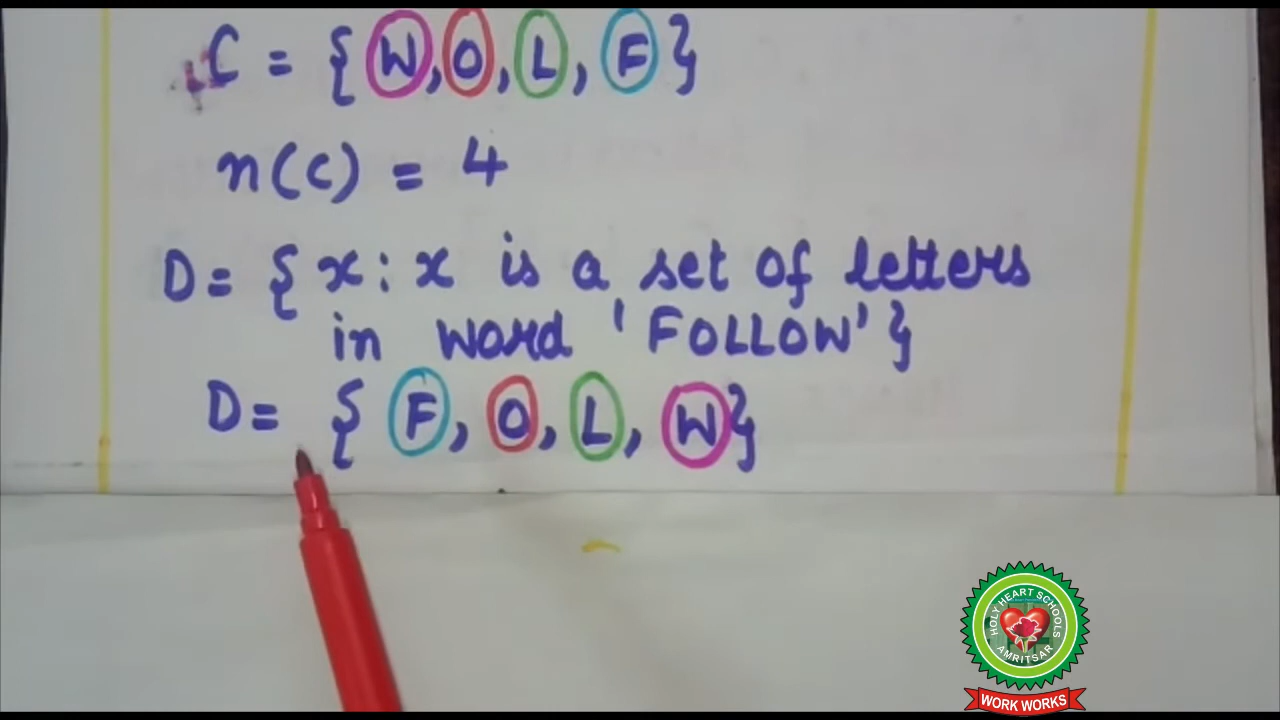 C = {W, O, L, F}
n(C) = 4
D = {x : x is a set of letters
in word 'FOLLOW'}
D = {F, O, L, W}
HOLY HEART SCHOOLS
AMRITSAR
WORK WORKS